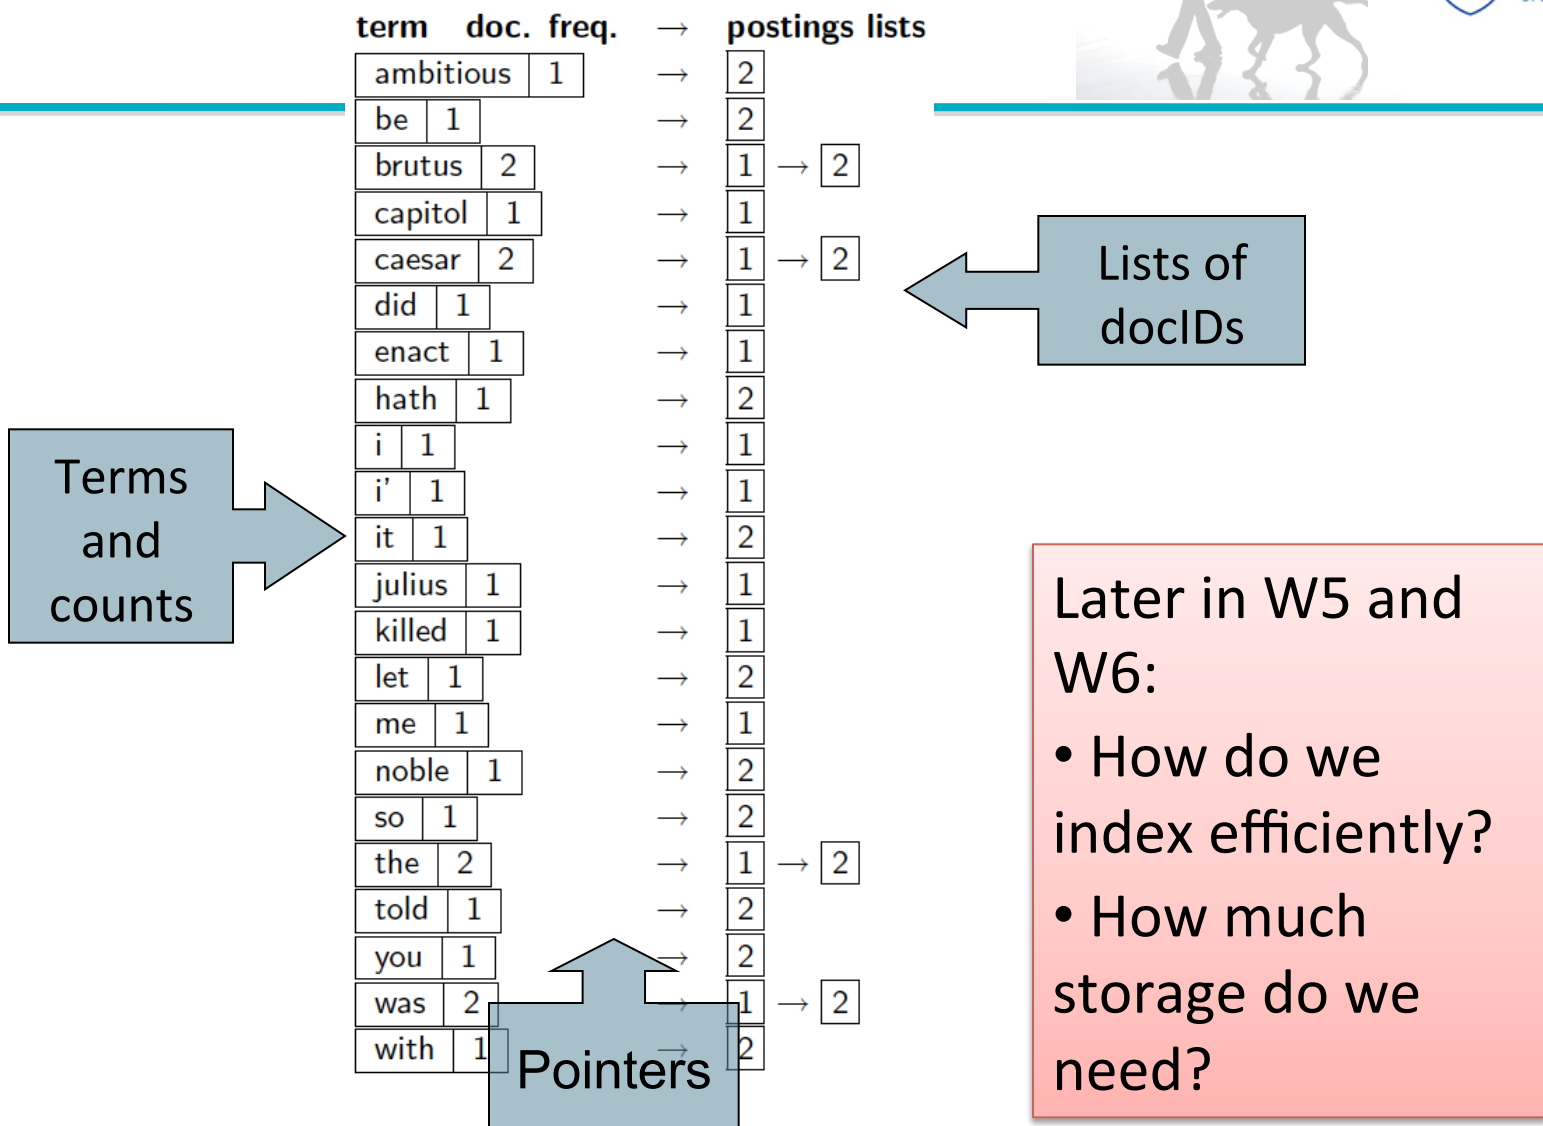 term doc. freq. → postings lists
ambitious 1 → 2
be 1 → 2
brutus 2 → 1 → 2
capitol 1 → 1
caesar 2 → 1 → 2
did 1 → 1
enact 1 → 1
hath 1 → 2
i 1 → 1
i' 1 → 1
it 1 → 2
julius 1 → 1
killed 1 → 1
let 1 → 2
me 1 → 1
noble 1 → 2
so 1 → 2
the 2 → 1 → 2
told 1 → 2
you 1 → 2
was 2 → 1 → 2
with 1 → 2
Terms
and
counts
Lists of
docIDs
Pointers
Later in W5 and
W6:
• How do we
index efficiently?
• How much
storage do we
need?